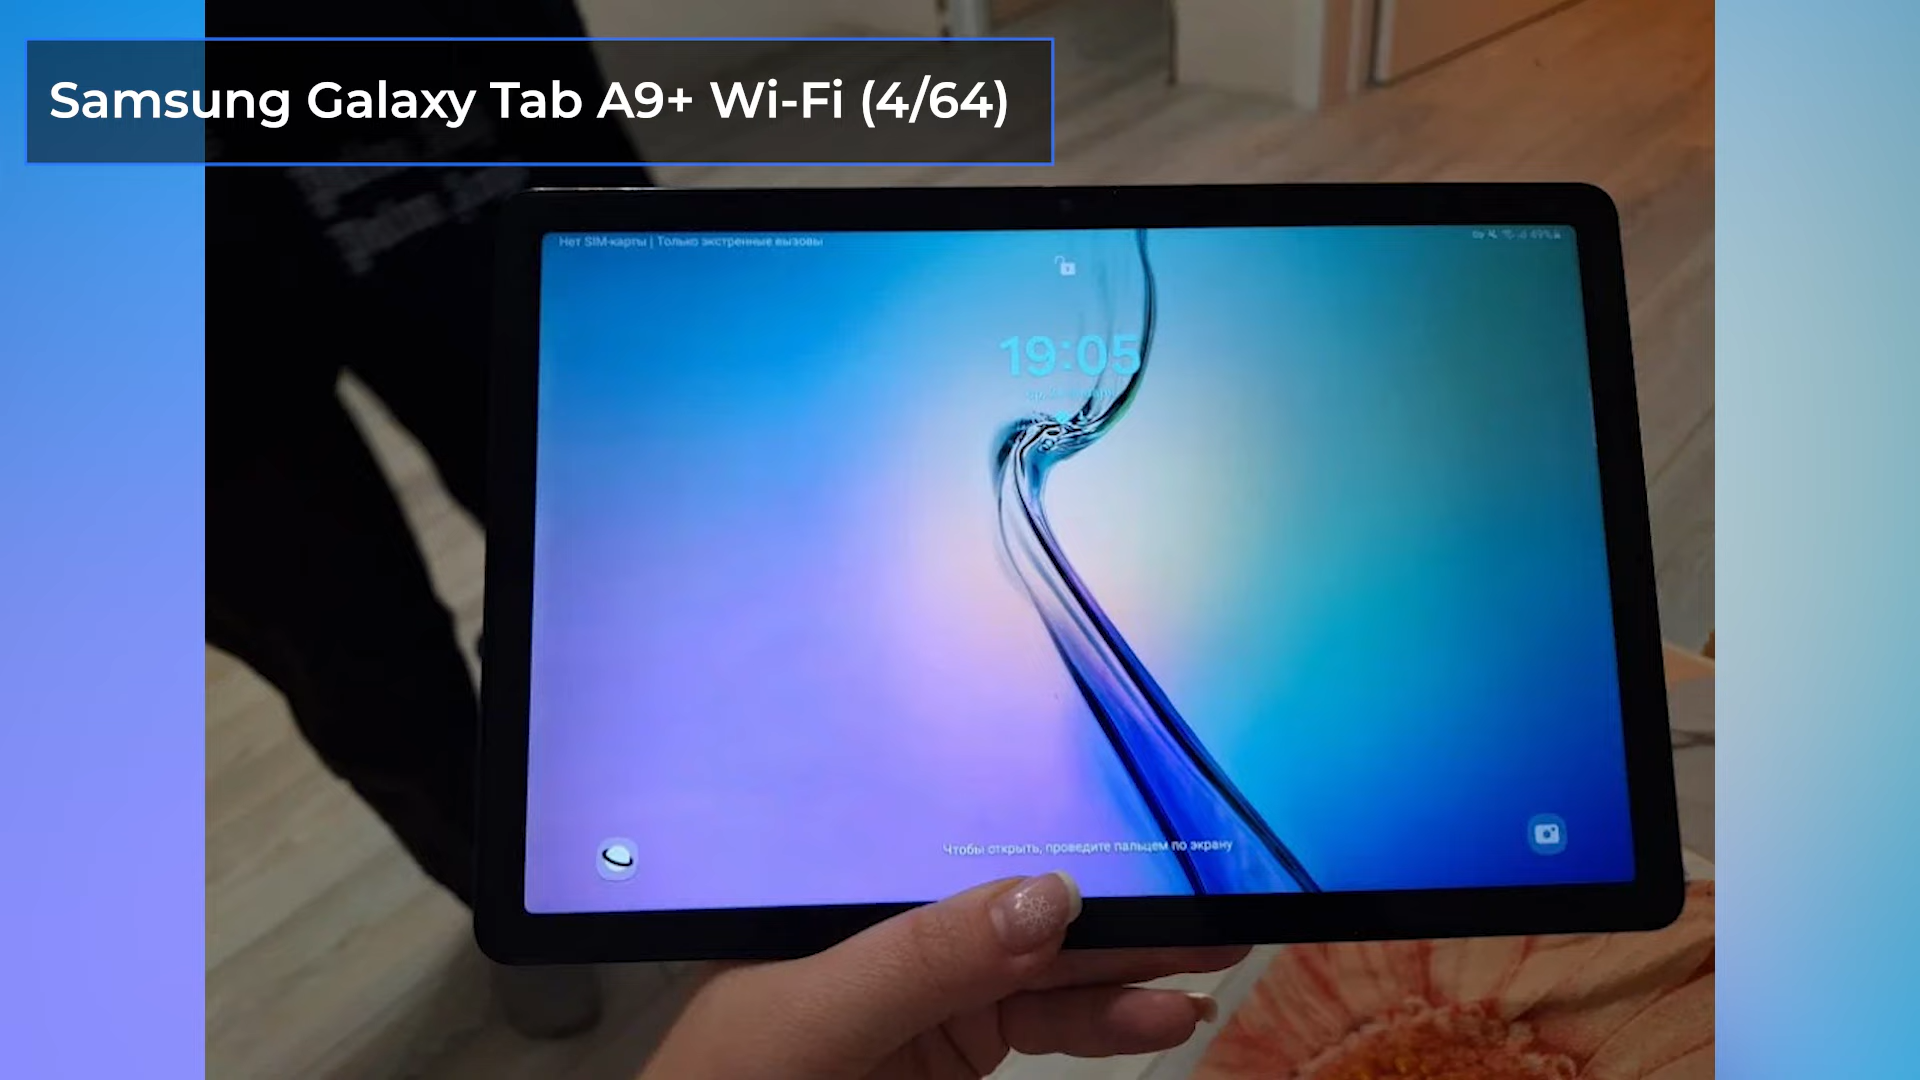 Samsung Galaxy Tab A9+ Wi-Fi (4/64)
Нет SIM-карты | Только экстренные вызовы
49%
19:05
Чтобы открыть, проведите пальцем по экрану